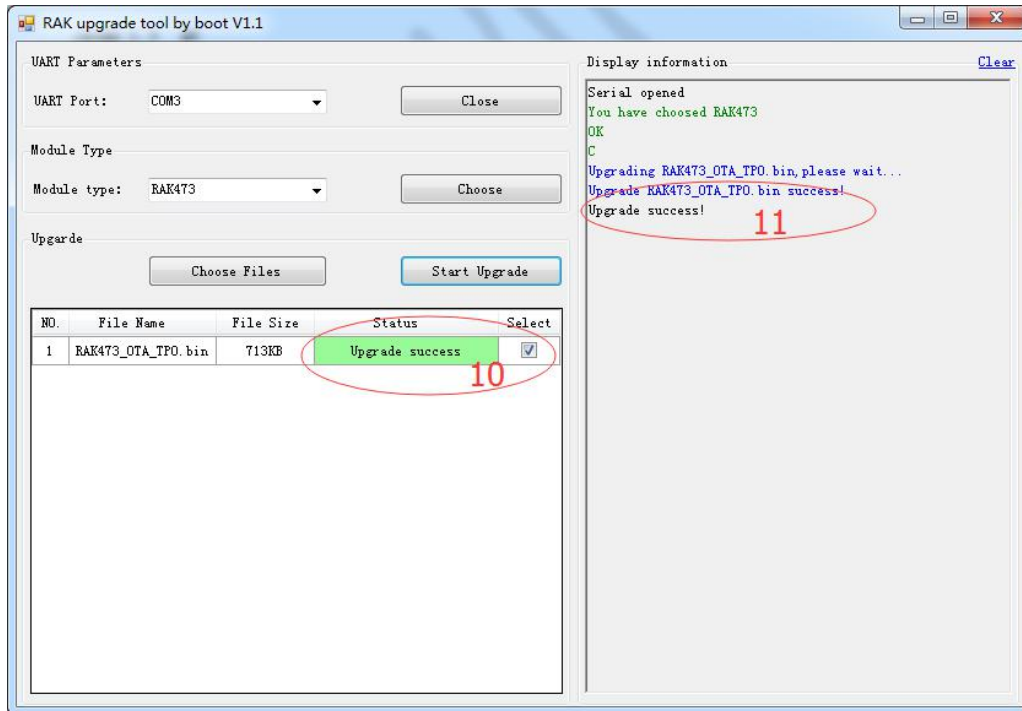 RAK upgrade tool by boot V1.1
UART Parameters
UART Port: COM3 Close
Module Type
Module type: RAK473 Choose
Upgarde
Choose Files Start Upgrade
NO. File Name File Size Status Select
1 RAK473_OTA_TPO.bin 713KB Upgrade success
10
Display information Clear
Serial opened
You have choosed RAK473
OK
C
Upgrading RAK473_OTA_TPO.bin,please wait...
Upgrade RAK473_OTA_TPO.bin success!
Upgrade success!
11